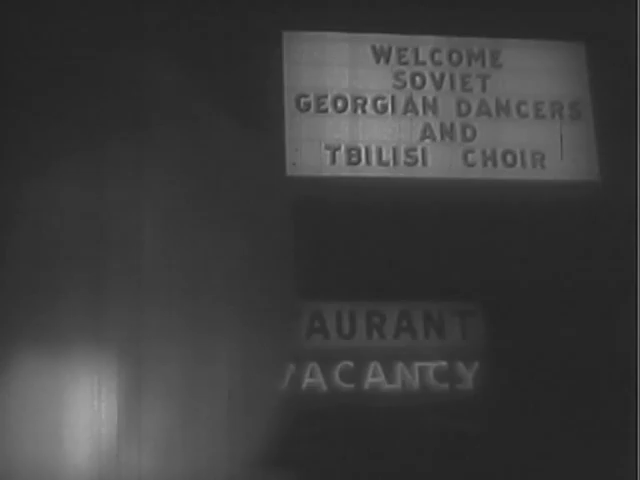 WELCOME
SOVIET
GEORGIAN DANCERS
AND
TBILISI CHOIR
AURANT
VACANCY